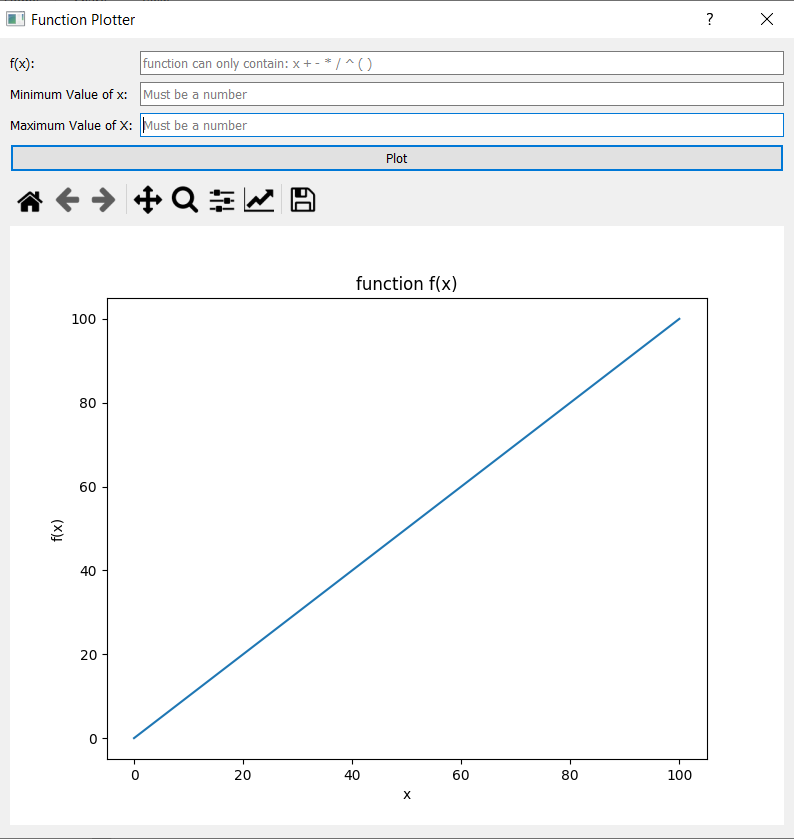 Function Plotter
?
f(x):
function can only contain: x + - * / ^ ( )
Minimum Value of x:
Must be a number
Maximum Value of X:
Must be a number
Plot
function f(x)
100
80
60
40
20
0
f(x)
0 20 40 60 80 100
x